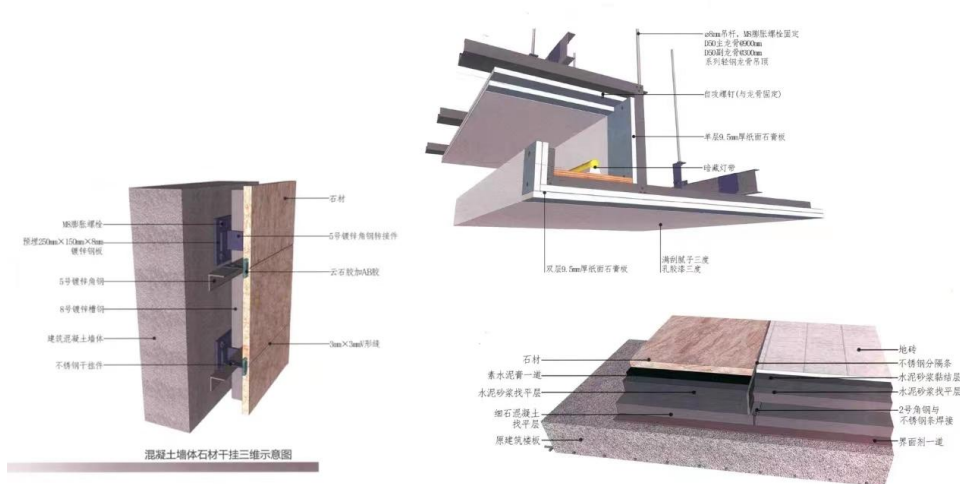 ø8mm吊杆、M8膨胀螺栓固定
D50主龙骨@900mm
D50副龙骨@300mm
系列轻钢龙骨吊顶
自攻螺钉(与龙骨固定)
单层9.5mm厚纸面石膏板
暗藏灯带
双层9.5mm厚纸面石膏板
满刮腻子三度
乳胶漆三度
石材
M8膨胀螺栓
5号镀锌角钢转接件
预埋250mm×150mm×8mm
镀锌钢板
云石胶加AB胶
5号镀锌角钢
8号镀锌槽钢
建筑混凝土墙体
3mm×3mmV形缝
不锈钢干挂件
混凝土墙体石材干挂三维示意图
地砖
石材
不锈钢分隔条
素水泥膏一道
水泥砂浆黏结层
水泥砂浆找平层
水泥砂浆找平层
细石混凝土
找平层
2号角钢与
不锈钢条焊接
原建筑楼板
界面剂一道